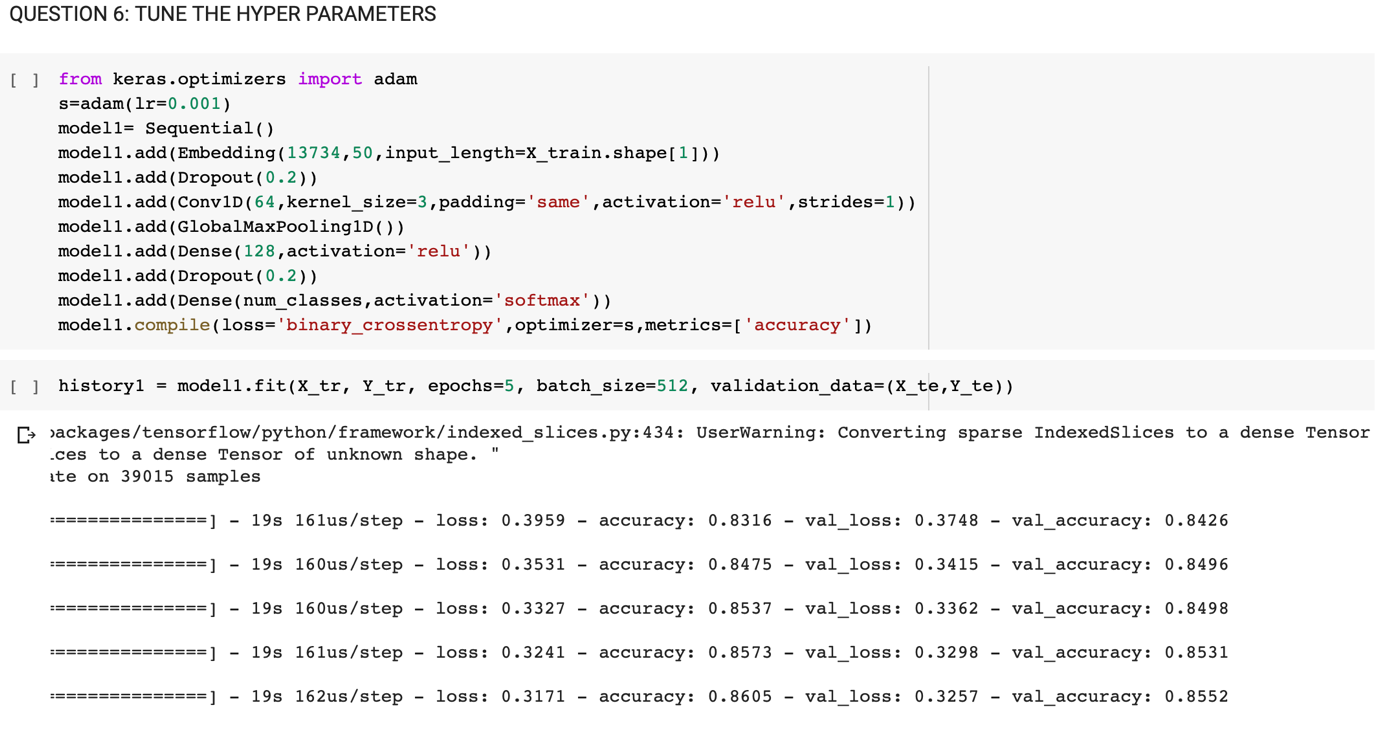 QUESTION 6: TUNE THE HYPER PARAMETERS
[ ] from keras.optimizers import adam
s=adam(lr=0.001)
model1= Sequential()
model1.add(Embedding(13734,50,input_length=X_train.shape[1]))
model1.add(Dropout(0.2))
model1.add(Conv1D(64,kernel_size=3,padding='same',activation='relu',strides=1))
model1.add(GlobalMaxPooling1D())
model1.add(Dense(128,activation='relu'))
model1.add(Dropout(0.2))
model1.add(Dense(num_classes,activation='softmax'))
model1.compile(loss='binary_crossentropy',optimizer=s,metrics=['accuracy'])
[ ] history1 = model1.fit(X_tr, Y_tr, epochs=5, batch_size=512, validation_data=(X_te,Y_te))
packages/tensorflow/python/framework/indexed_slices.py:434: UserWarning: Converting sparse IndexedSlices to a dense Tensor
ices to a dense Tensor of unknown shape. "
ate on 39015 samples
==============] - 19s 161us/step - loss: 0.3959 - accuracy: 0.8316 - val_loss: 0.3748 - val_accuracy: 0.8426
==============] - 19s 160us/step - loss: 0.3531 - accuracy: 0.8475 - val_loss: 0.3415 - val_accuracy: 0.8496
==============] - 19s 160us/step - loss: 0.3327 - accuracy: 0.8537 - val_loss: 0.3362 - val_accuracy: 0.8498
==============] - 19s 161us/step - loss: 0.3241 - accuracy: 0.8573 - val_loss: 0.3298 - val_accuracy: 0.8531
==============] - 19s 162us/step - loss: 0.3171 - accuracy: 0.8605 - val_loss: 0.3257 - val_accuracy: 0.8552